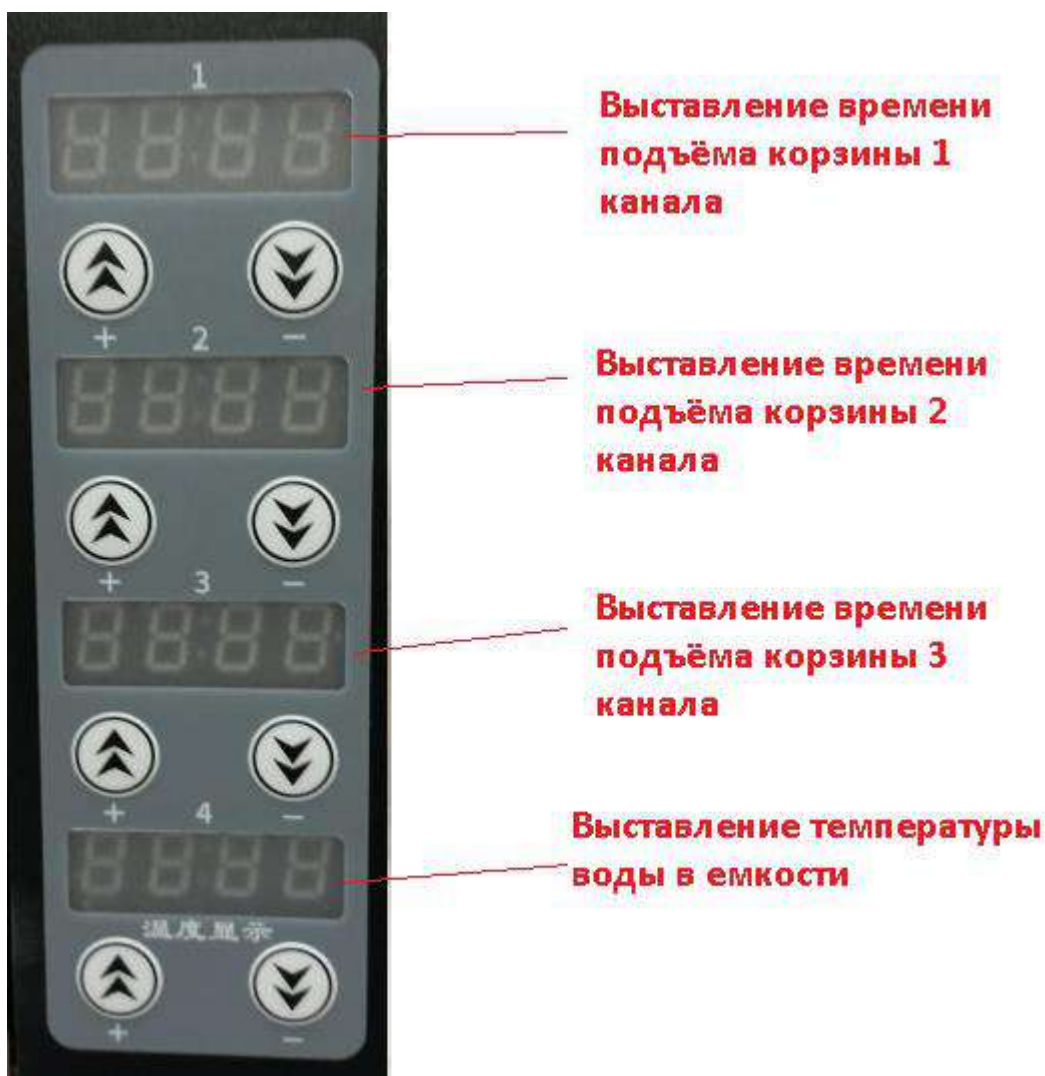 1
Выставление времени
подъёма корзины 1
канала
+ 2 −
Выставление времени
подъёма корзины 2
канала
+ 3 −
Выставление времени
подъёма корзины 3
канала
+ 4 −
Выставление температуры
воды в емкости
温度显示
+ −